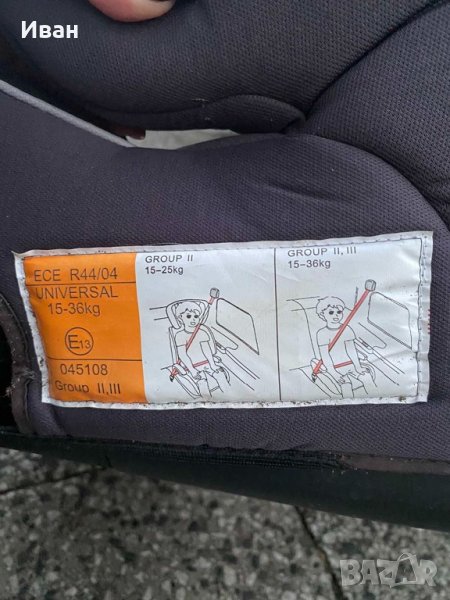 Иван
ECE R44/04
UNIVERSAL
15-36kg
E13
045108
Group II,III
GROUP II
15-25kg
GROUP II, III
15-36kg
BAZAR